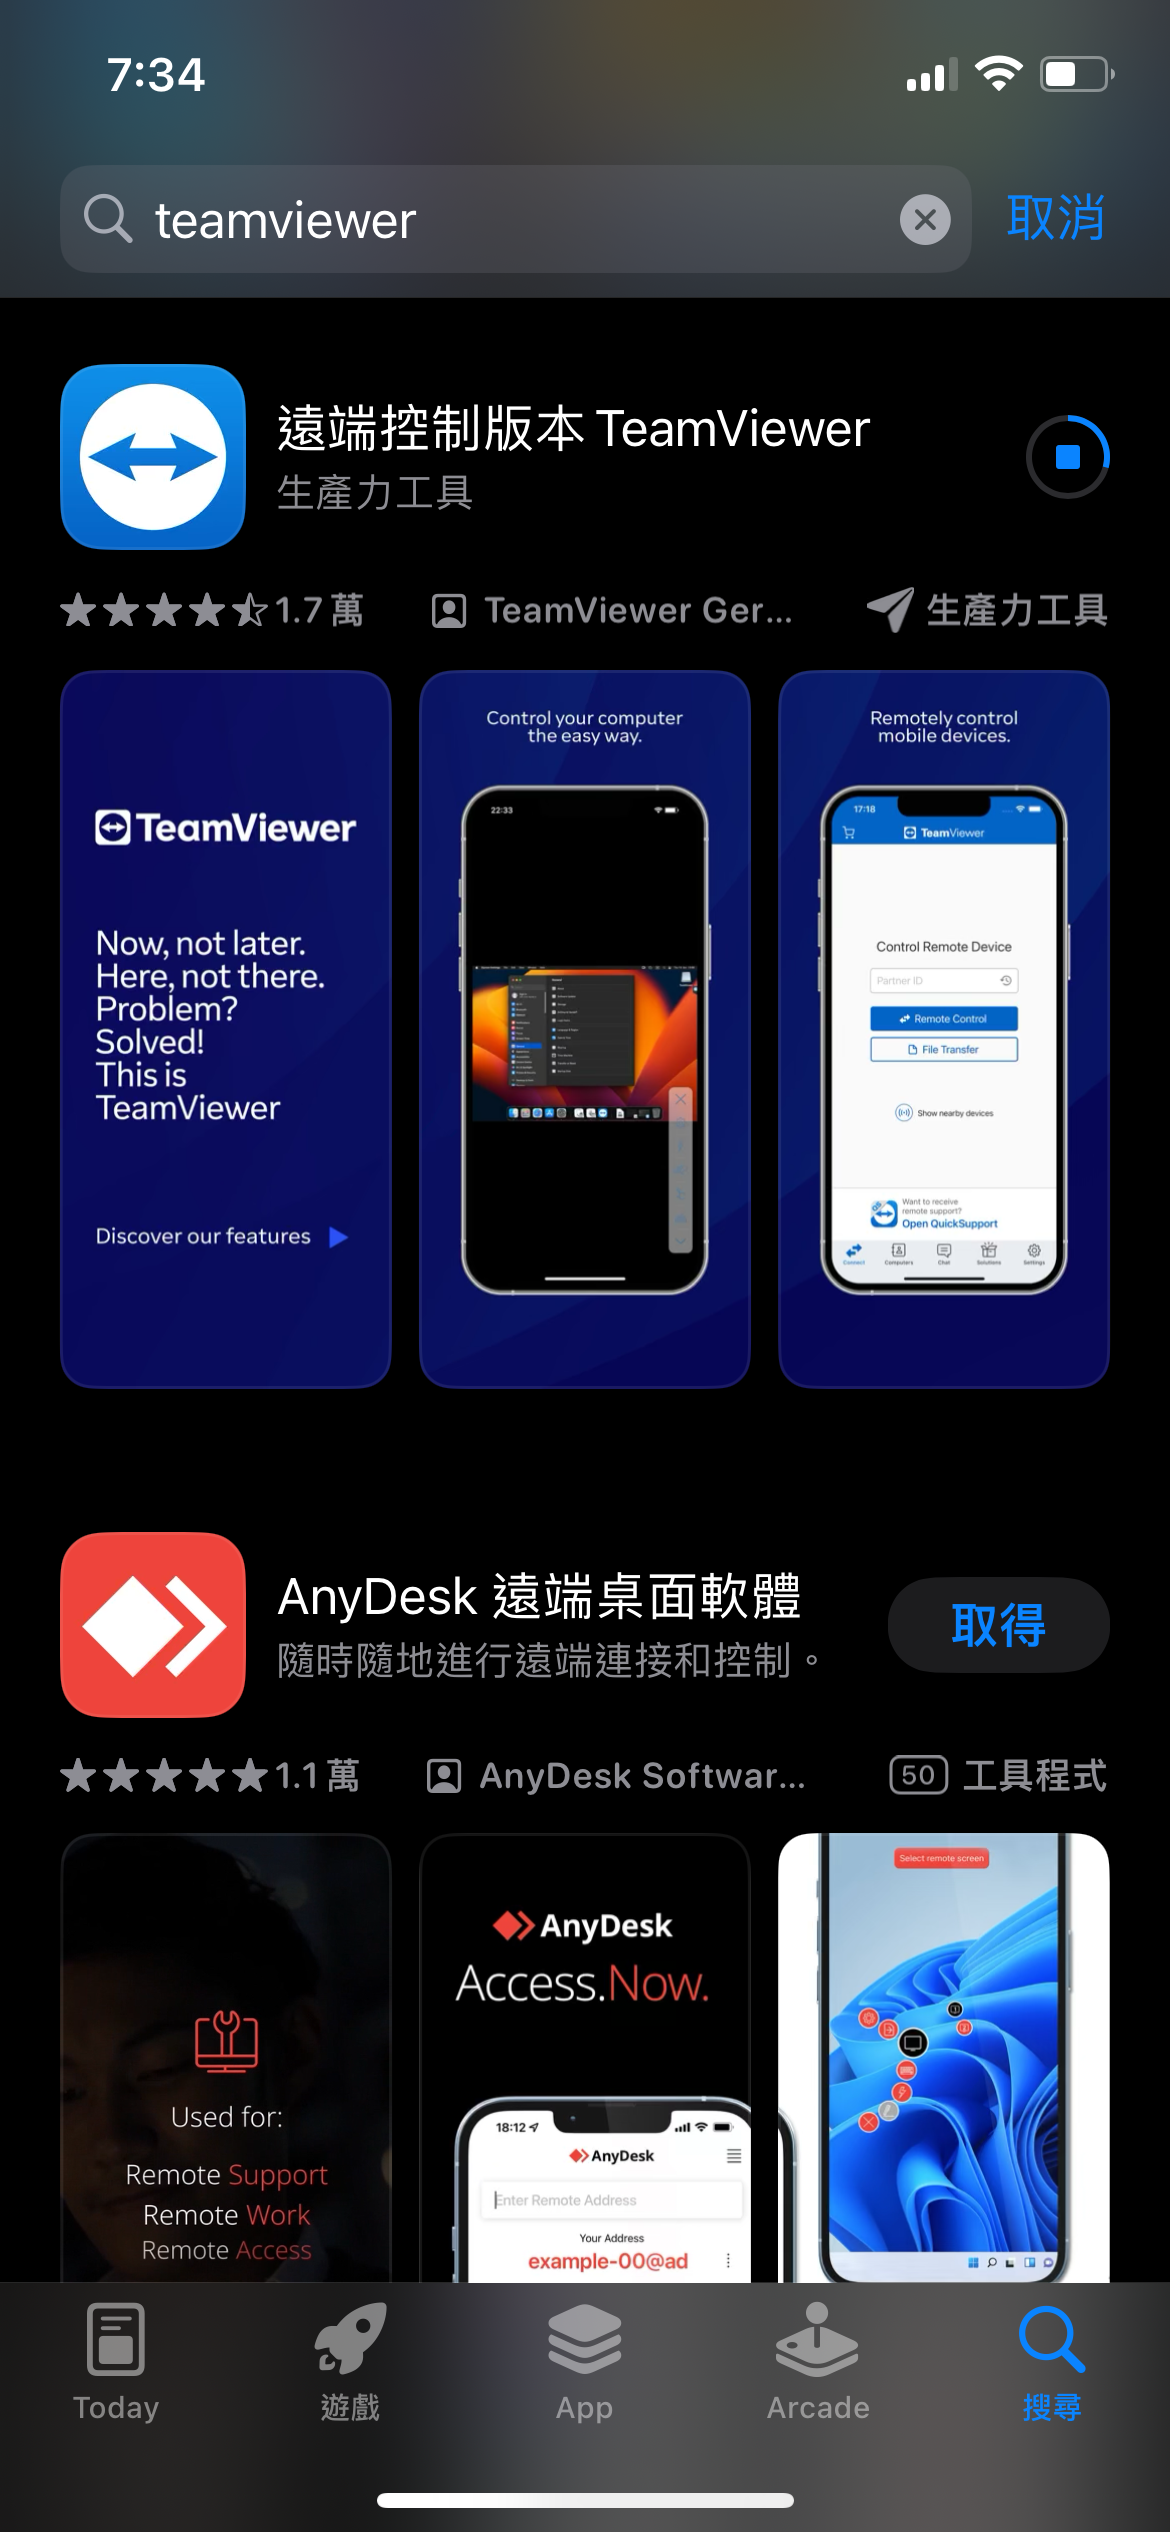 7:34
teamviewer
取消
遠端控制版本 TeamViewer
生產力工具
1.7 萬
TeamViewer Ger...
生產力工具
TeamViewer
Now, not later.
Here, not there.
Problem?
Solved!
This is
TeamViewer
Discover our features
Control your computer
the easy way.
22:33
Remotely control
mobile devices.
17:18
TeamViewer
Control Remote Device
Partner ID
Remote Control
File Transfer
Show nearby devices
Want to receive
remote support?
Open QuickSupport
Connect
Computers
Chat
Solutions
Settings
AnyDesk 遠端桌面軟體
隨時隨地進行遠端連接和控制。
取得
1.1 萬
AnyDesk Softwar...
50
工具程式
Used for:
Remote Support
Remote Work
Remote Access
AnyDesk
Access.Now.
18:12
AnyDesk
Enter Remote Address
Your Address
example-00@ad
Select remote screen
Today
遊戲
App
Arcade
搜尋